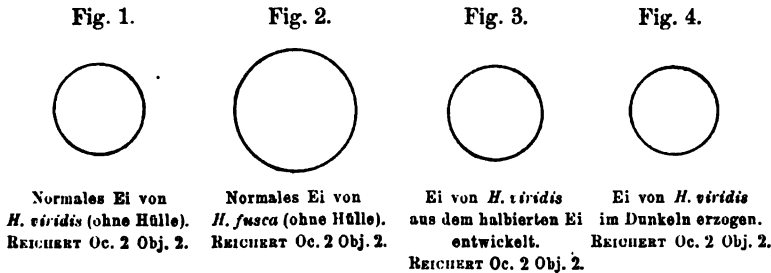 Fig. 1.
Normales Ei von
H. viridis (ohne Hülle).
REICHERT Oc. 2 Obj. 2.
Fig. 2.
Normales Ei von
H. fusca (ohne Hülle).
REICHERT Oc. 2 Obj. 2.
Fig. 3.
Ei von H. viridis
aus dem halbierten Ei
entwickelt.
REICHERT Oc. 2 Obj. 2.
Fig. 4.
Ei von H. viridis
im Dunkeln erzogen.
REICHERT Oc. 2 Obj. 2.